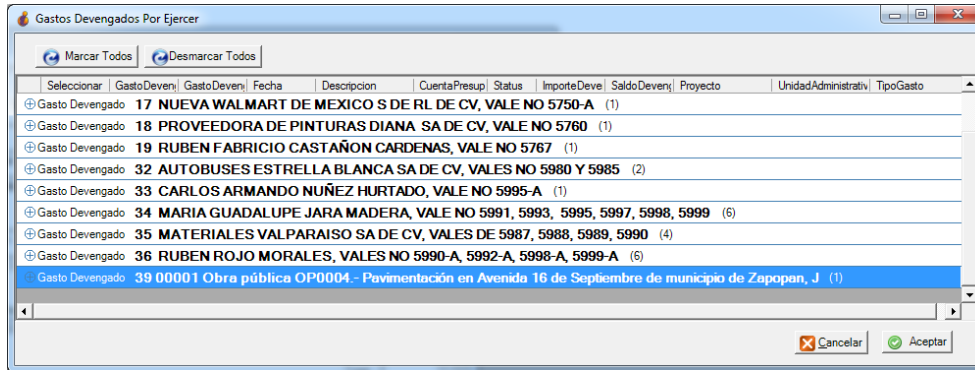 Gastos Devengados Por Ejercer
Marcar Todos Desmarcar Todos
Seleccionar GastoDeven GastoDeven Fecha Descripcion CuentaPresup Status ImporteDeve SaldoDeveng Proyecto UnidadAdministrativ TipoGasto
Gasto Devengado 17 NUEVA WALMART DE MEXICO S DE RL DE CV, VALE NO 5750-A (1)
Gasto Devengado 18 PROVEEDORA DE PINTURAS DIANA SA DE CV, VALE NO 5760 (1)
Gasto Devengado 19 RUBEN FABRICIO CASTAÑON CARDENAS, VALE NO 5767 (1)
Gasto Devengado 32 AUTOBUSES ESTRELLA BLANCA SA DE CV, VALES NO 5980 Y 5985 (2)
Gasto Devengado 33 CARLOS ARMANDO NUÑEZ HURTADO, VALE NO 5995-A (1)
Gasto Devengado 34 MARIA GUADALUPE JARA MADERA, VALE NO 5991, 5993, 5995, 5997, 5998, 5999 (6)
Gasto Devengado 35 MATERIALES VALPARAISO SA DE CV, VALES DE 5987, 5988, 5989, 5990 (4)
Gasto Devengado 36 RUBEN ROJO MORALES, VALES NO 5990-A, 5992-A, 5998-A, 5999-A (6)
Gasto Devengado 39 00001 Obra pública OP0004.- Pavimentación en Avenida 16 de Septiembre de municipio de Zapopan, J (1)
Cancelar Aceptar